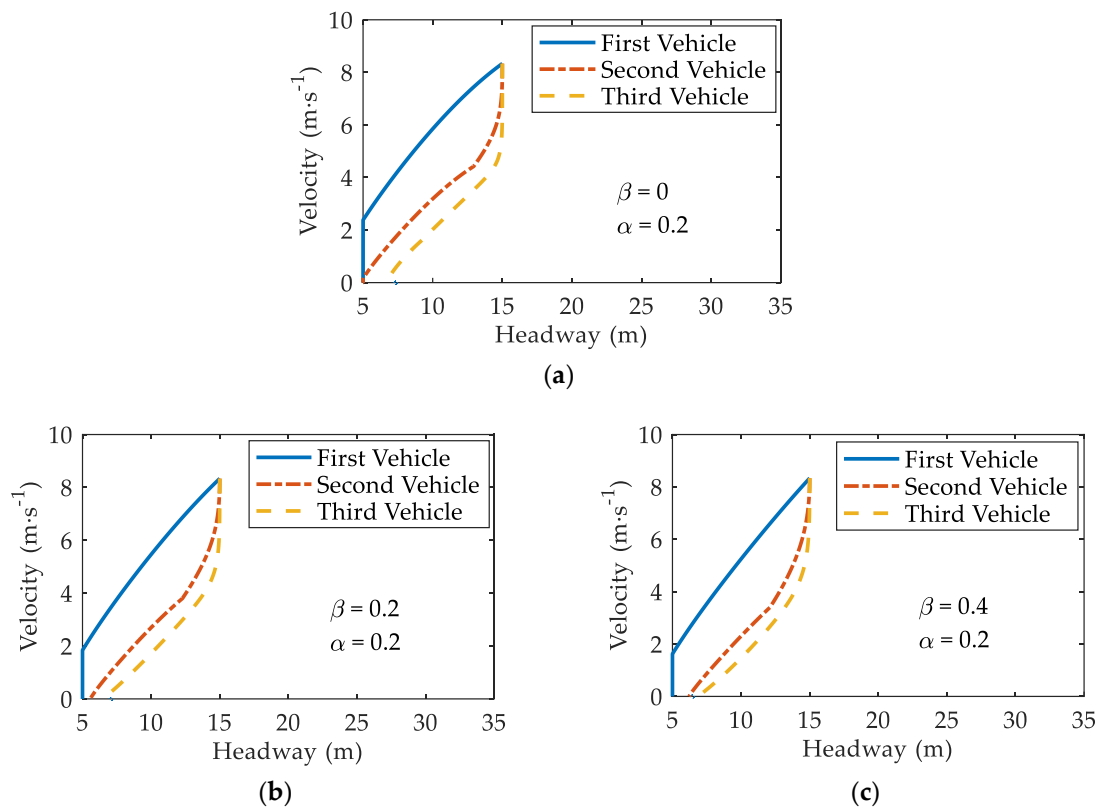 10
8
6
4
2
0
Velocity (m·s⁻¹)
First Vehicle
Second Vehicle
Third Vehicle
β = 0
α = 0.2
5 10 15 20 25 30 35
Headway (m)
(a)
10
8
6
4
2
0
Velocity (m·s⁻¹)
First Vehicle
Second Vehicle
Third Vehicle
β = 0.2
α = 0.2
5 10 15 20 25 30 35
Headway (m)
(b)
10
8
6
4
2
0
Velocity (m·s⁻¹)
First Vehicle
Second Vehicle
Third Vehicle
β = 0.4
α = 0.2
5 10 15 20 25 30 35
Headway (m)
(c)